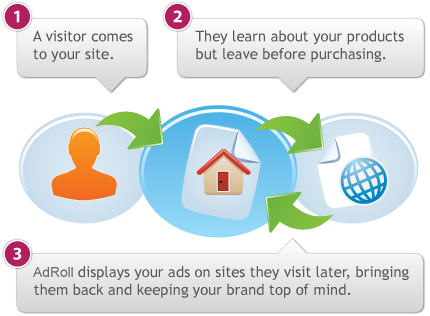 1
A visitor comes
to your site.
2
They learn about your products
but leave before purchasing.
3
AdRoll displays your ads on sites they visit later, bringing
them back and keeping your brand top of mind.